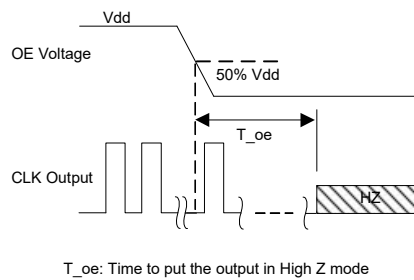 Vdd
OE Voltage
50% Vdd
T_oe
CLK Output
HZ
T_oe: Time to put the output in High Z mode